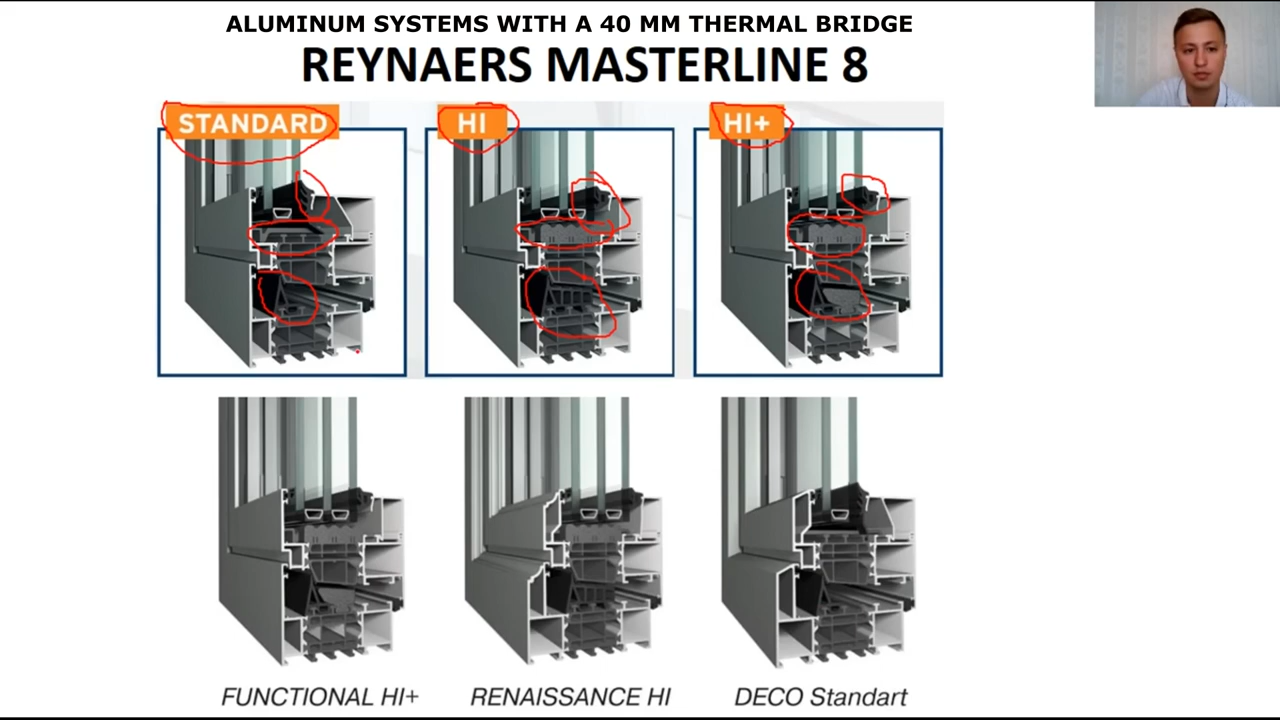 ALUMINUM SYSTEMS WITH A 40 MM THERMAL BRIDGE
REYNAERS MASTERLINE 8
STANDARD
HI
HI+
FUNCTIONAL HI+
RENAISSANCE HI
DECO Standart